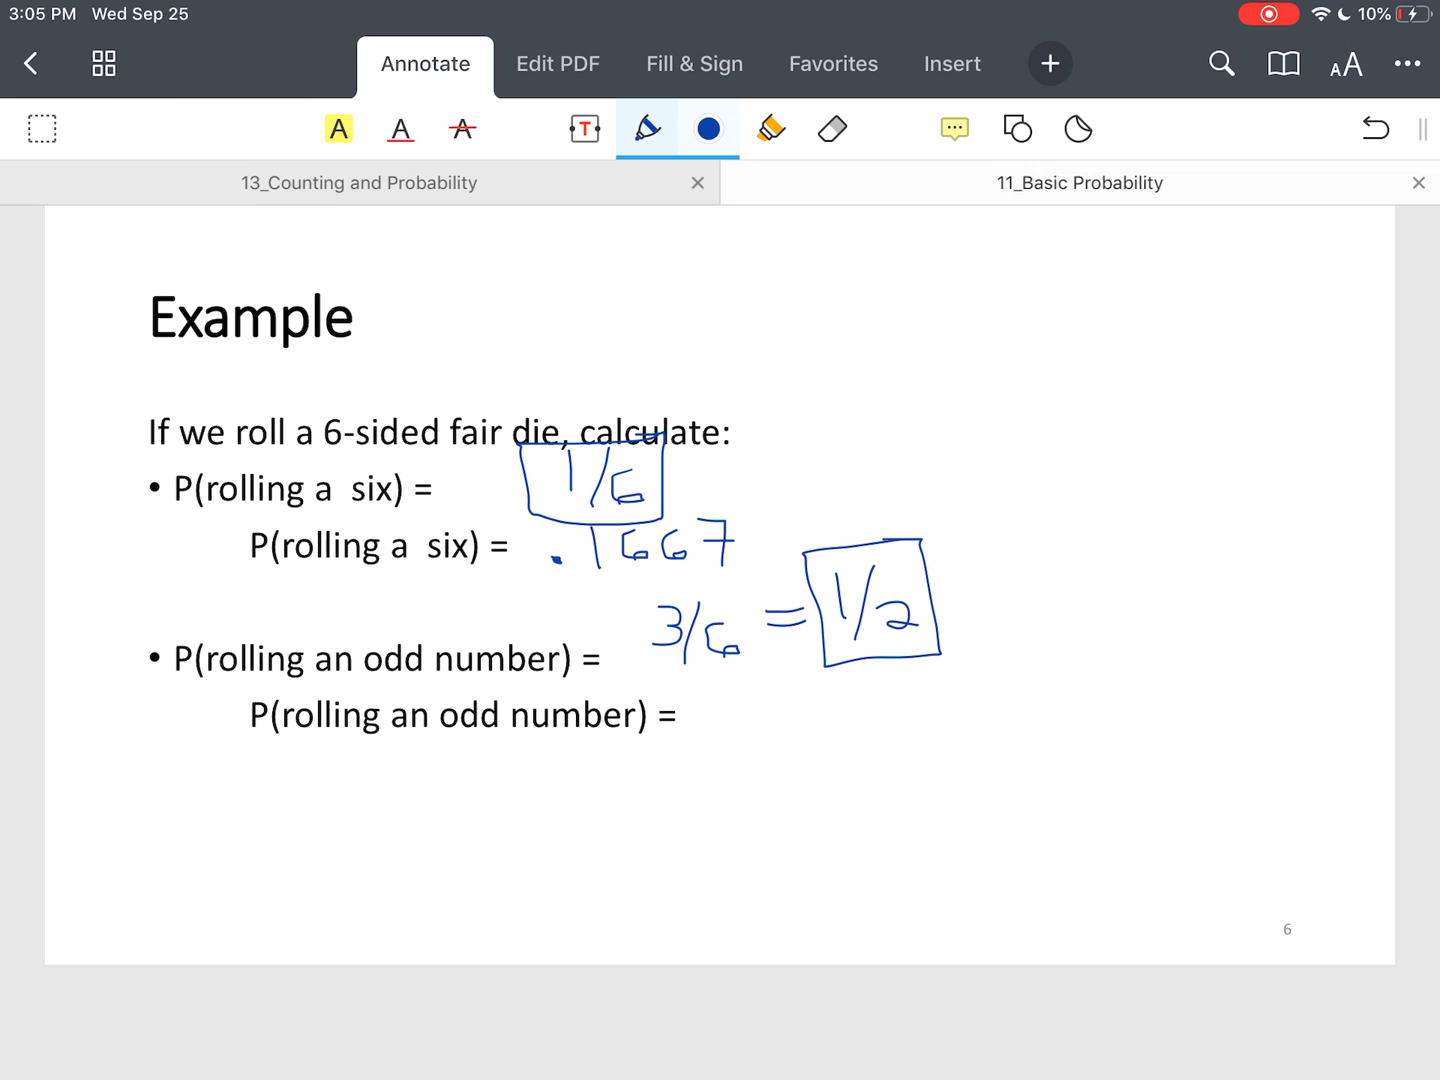 3:05 PM Wed Sep 25 10%
Annotate Edit PDF Fill & Sign Favorites Insert + AA
A A A T
13_Counting and Probability × 11_Basic Probability ×
Example
If we roll a 6-sided fair die, calculate:
• P(rolling a six) = 1/6
P(rolling a six) = .1667
3/6 = 1/2
• P(rolling an odd number) =
P(rolling an odd number) =
6